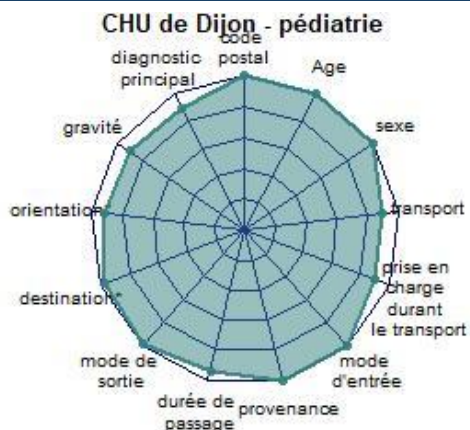 CHU de Dijon - pédiatrie
code
postal
Age
sexe
transport
prise en
charge
durant
le transport
mode
d'entrée
provenance
durée de
passage
mode de
sortie
destination*
orientation
gravité
diagnostic
principal